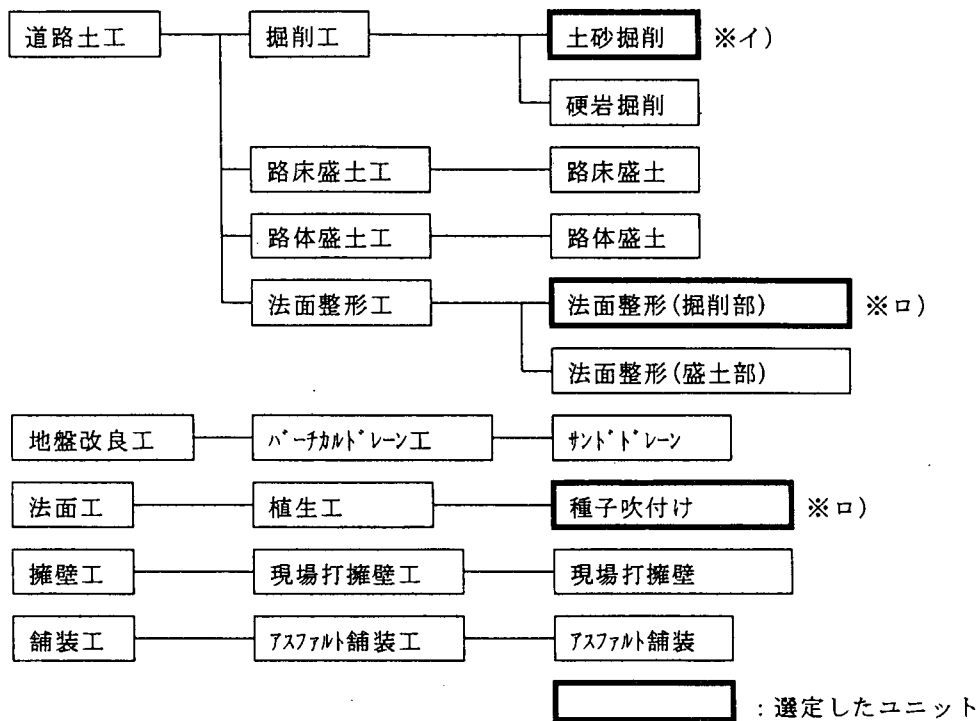 道路土工 掘削工 土砂掘削 ※イ)
硬岩掘削
路床盛土工 路床盛土
路体盛土工 路体盛土
法面整形工 法面整形(掘削部) ※ロ)
法面整形(盛土部)
地盤改良工 ﾊﾞｰﾁｶﾙﾄﾞﾚｰﾝ工 ｻﾝﾄﾞﾄﾞﾚｰﾝ
法面工 植生工 種子吹付け ※ロ)
擁壁工 現場打擁壁工 現場打擁壁
舗装工 ｱｽﾌｧﾙﾄ舗装工 ｱｽﾌｧﾙﾄ舗装
：選定したユニット